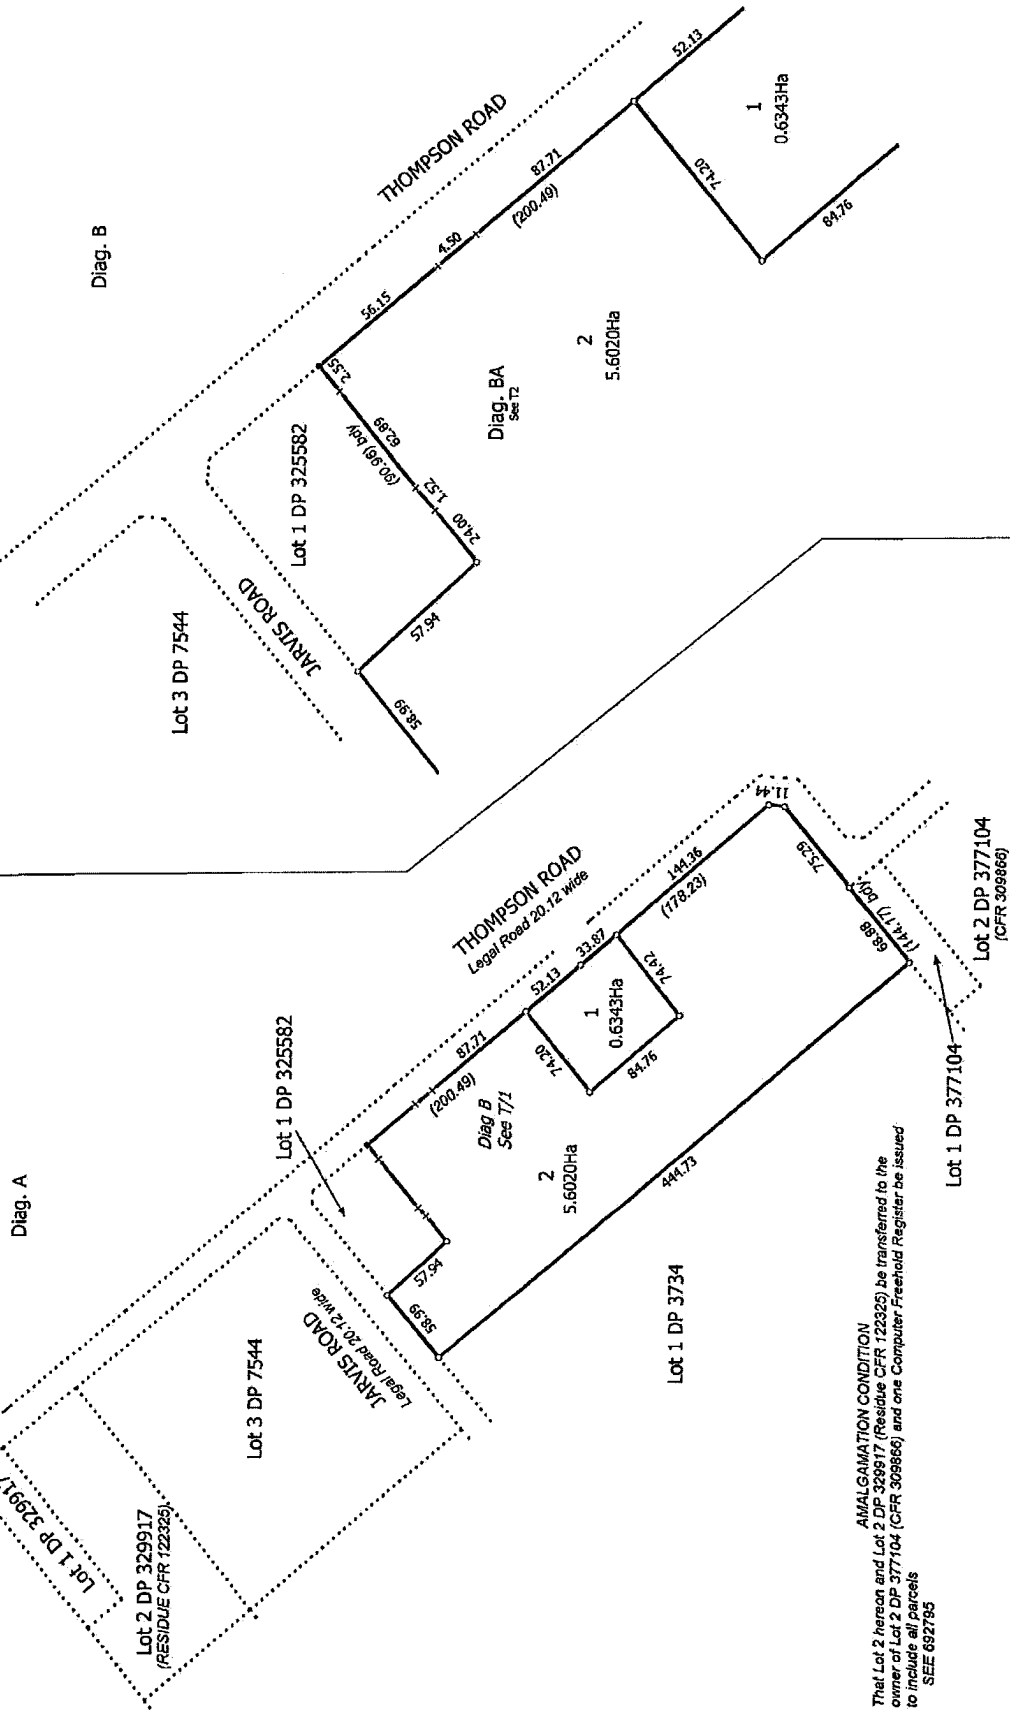 Diag. A
Lot 1 DP 329917
Lot 2 DP 329917
(RESIDUE CFR 122325)
Lot 3 DP 7544
JARVIS ROAD
Legal Road 20.12 wide
Lot 1 DP 325582
THOMPSON ROAD
Legal Road 20.12 wide
58.99
57.94
87.71
(200.49)
Diag B
See T/1
2
5.6020Ha
52.13
74.20
1
0.6343Ha
84.76
74.42
33.87
144.36
(178.23)
11.44
75.29
68.88
(144.17) bdy
444.73
Lot 1 DP 3734
Lot 1 DP 377104
Lot 2 DP 377104
(CFR 309866)
AMALGAMATION CONDITION
That Lot 2 hereon and Lot 2 DP 329917 (Residue CFR 122325) be transferred to the
owner of Lot 2 DP 377104 (CFR 309866) and one Computer Freehold Register be issued
to include all parcels
SEE 692795
Diag. B
Lot 3 DP 7544
JARVIS ROAD
Lot 1 DP 325582
THOMPSON ROAD
58.99
57.94
24.00
1.52
62.89
(90.96) bdy
2.55
56.15
4.50
87.71
(200.49)
Diag. BA
See T2
2
5.6020Ha
52.13
74.20
1
0.6343Ha
84.76